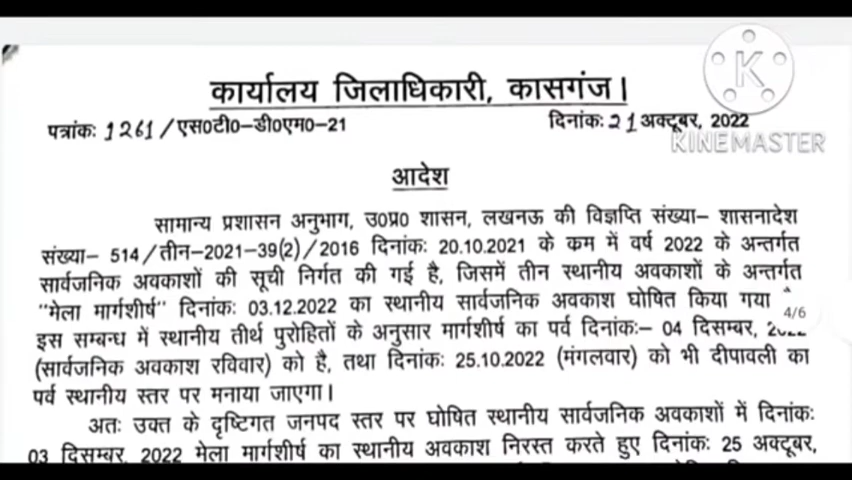 कार्यालय जिलाधिकारी, कासगंज।
पत्रांकः 1261/एस0टी0-डी0एम0-21 दिनांकः 21 अक्टूबर, 2022
K
KINEMASTER
आदेश
सामान्य प्रशासन अनुभाग, उ0प्र0 शासन, लखनऊ की विज्ञप्ति संख्या- शासनादेश
संख्या- 514/तीन-2021-39(2)/2016 दिनांकः 20.10.2021 के कम में वर्ष 2022 के अन्तर्गत
सार्वजनिक अवकाशों की सूची निर्गत की गई है, जिसमें तीन स्थानीय अवकाशों के अन्तर्गत
"मेला मार्गशीर्ष" दिनांकः 03.12.2022 का स्थानीय सार्वजनिक अवकाश घोषित किया गया
4/6
इस सम्बन्ध में स्थानीय तीर्थ पुरोहितों के अनुसार मार्गशीर्ष का पर्व दिनांकः- 04 दिसम्बर, 2022
(सार्वजनिक अवकाश रविवार) को है, तथा दिनांकः 25.10.2022 (मंगलवार) को भी दीपावली का
पर्व स्थानीय स्तर पर मनाया जाएगा।
अतः उक्त के दृष्टिगत जनपद स्तर पर घोषित स्थानीय सार्वजनिक अवकाशों में दिनांकः
03 दिसम्बर, 2022 मेला मार्गशीर्ष का स्थानीय अवकाश निरस्त करते हुए दिनांकः 25 अक्टूबर,